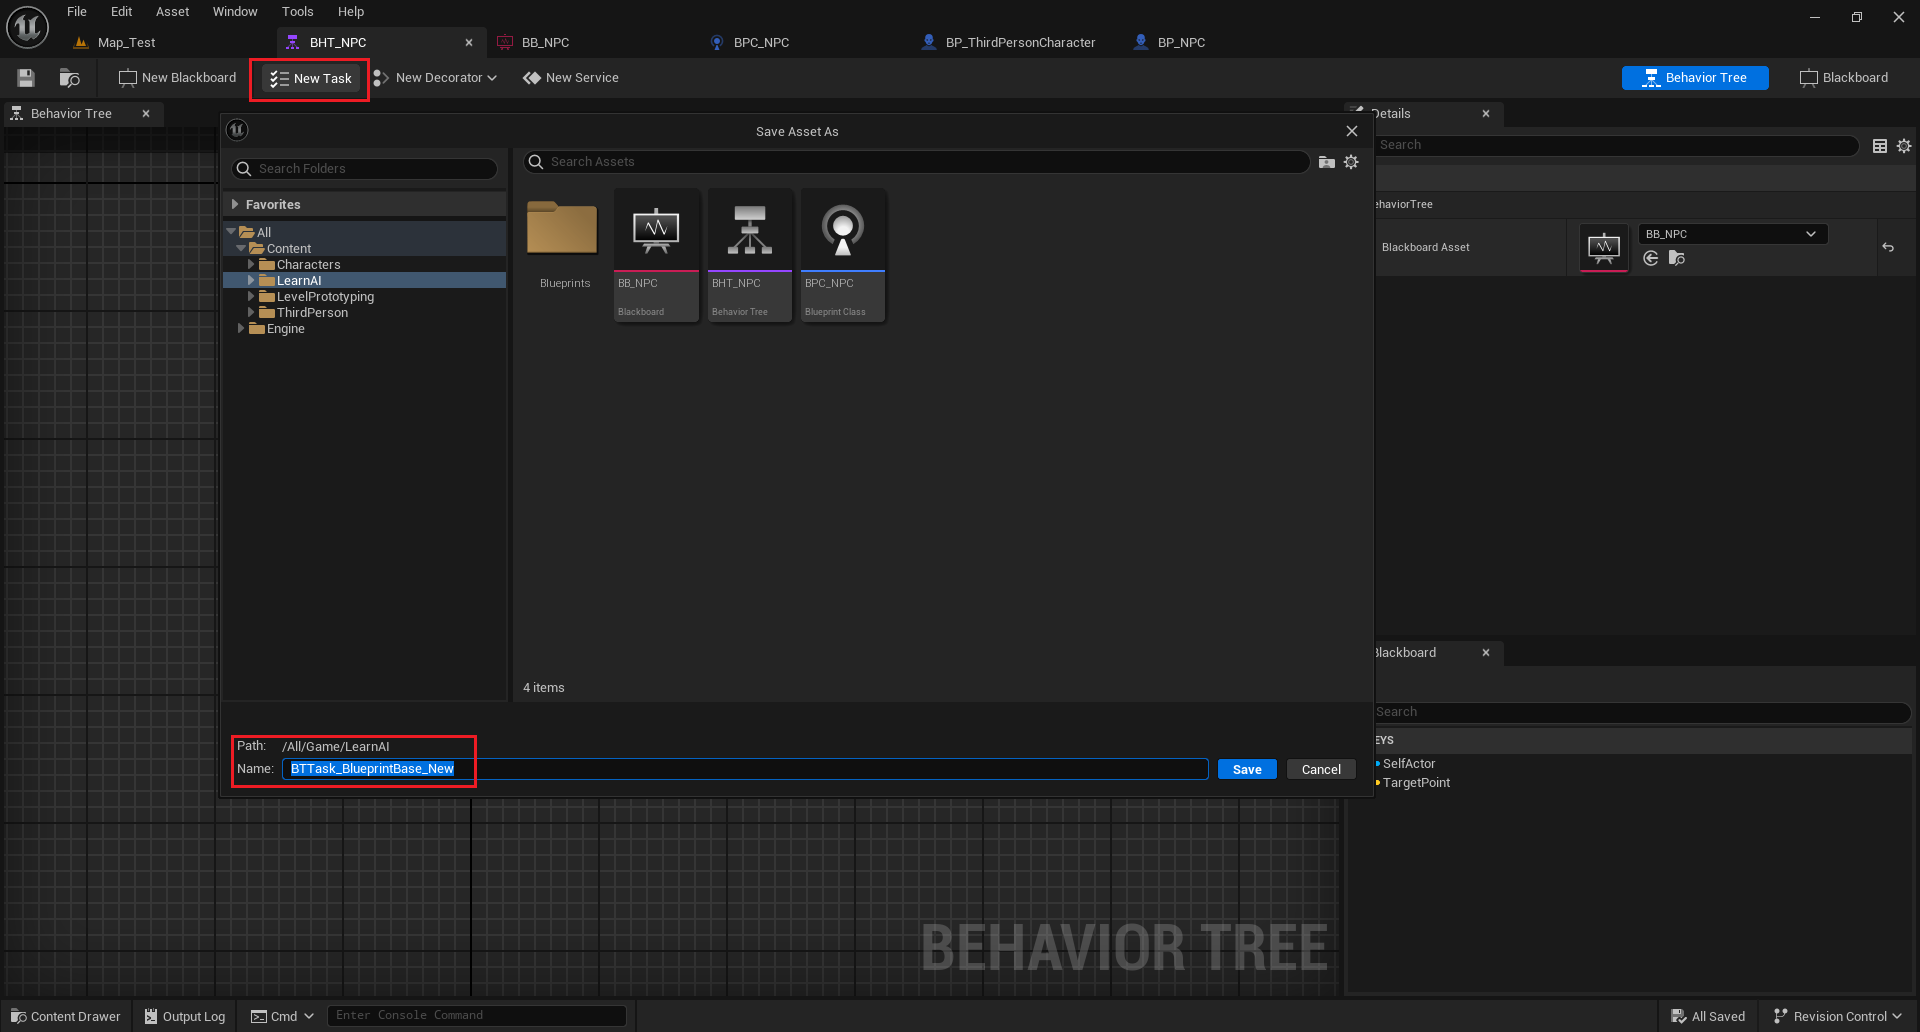 File Edit Asset Window Tools Help
Map_Test BHT_NPC BB_NPC BPC_NPC BP_ThirdPersonCharacter BP_NPC
New Blackboard New Task New Decorator New Service Behavior Tree Blackboard
Behavior Tree
Save Asset As
Search Folders
Favorites
All
Content
Characters
LearnAI
LevelPrototyping
ThirdPerson
Engine
Search Assets
Blueprints
BB_NPC
Blackboard
BHT_NPC
Behavior Tree
BPC_NPC
Blueprint Class
4 items
Path: /All/Game/LearnAI
Name: BTTask_BlueprintBase_New
Save Cancel
Details
Search
ehaviorTree
Blackboard Asset
BB_NPC
Blackboard
Search
EYS
SelfActor
TargetPoint
BEHAVIOR TREE
Content Drawer Output Log Cmd Enter Console Command All Saved Revision Control